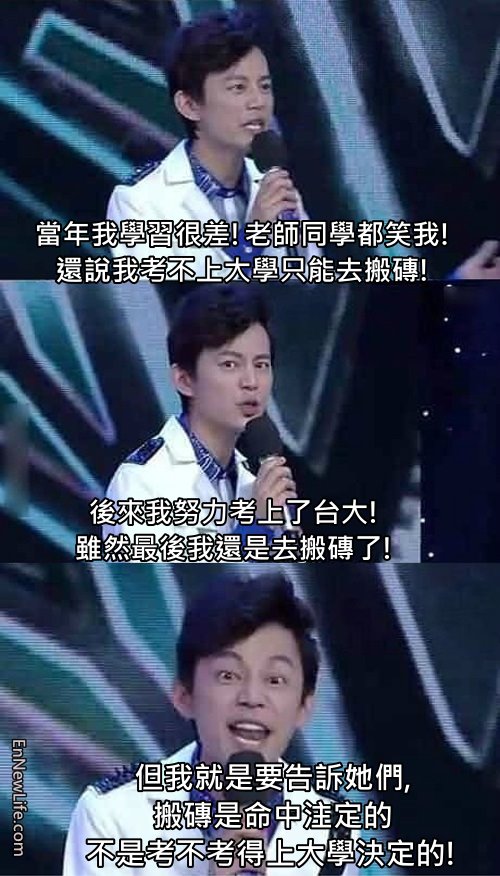 當年我學習很差! 老師同學都笑我!
還說我考不上大學只能去搬磚!
後來我努力考上了台大!
雖然最後我還是去搬磚了!
但我就是要告訴她們,
搬磚是命中注定的
不是考不考得上大學決定的!
EnNewLife.com